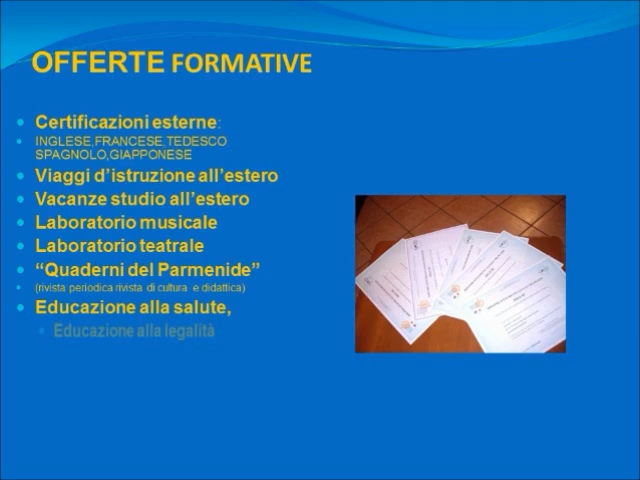 OFFERTE FORMATIVE
Certificazioni esterne:
INGLESE,FRANCESE,TEDESCO
SPAGNOLO,GIAPPONESE
Viaggi d’istruzione all’estero
Vacanze studio all’estero
Laboratorio musicale
Laboratorio teatrale
“Quaderni del Parmenide”
(rivista periodica rivista di cultura e didattica)
Educazione alla salute,
Educazione alla legalità